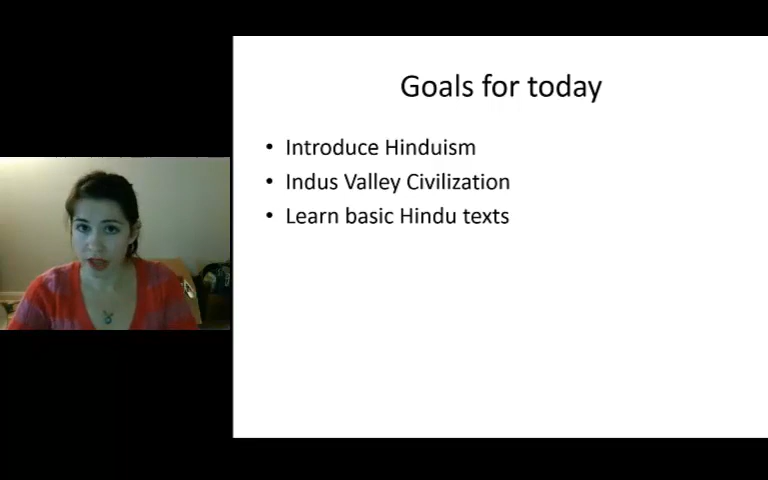 Goals for today
• Introduce Hinduism
• Indus Valley Civilization
• Learn basic Hindu texts